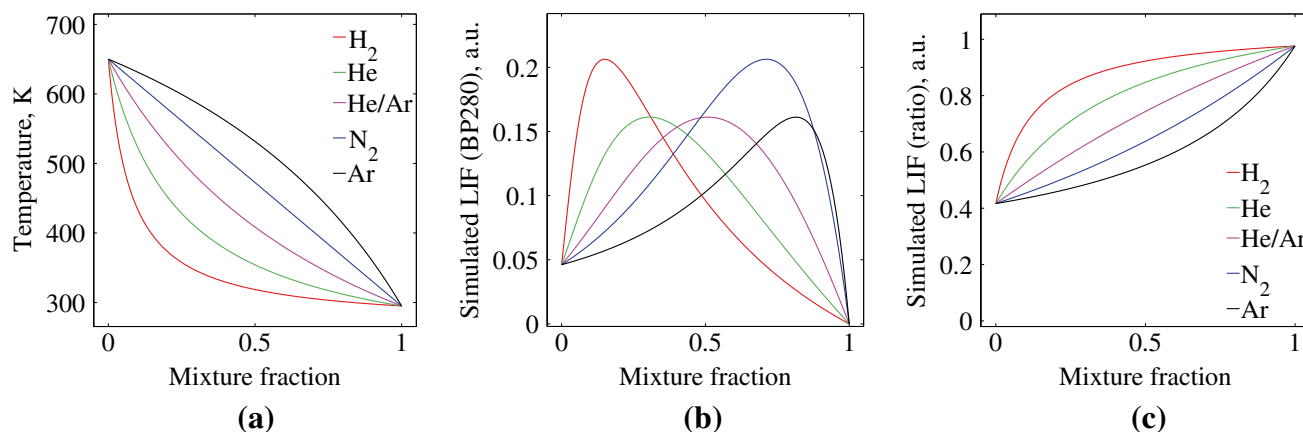 700
600
500
400
300
Temperature, K
H2
He
He/Ar
N2
Ar
0
0.5
1
Mixture fraction
(a)
0.2
0.15
0.1
0.05
0
Simulated LIF (BP280), a.u.
0
0.5
1
Mixture fraction
(b)
1
0.8
0.6
0.4
0.2
0
Simulated LIF (ratio), a.u.
H2
He
He/Ar
N2
Ar
0
0.5
1
Mixture fraction
(c)